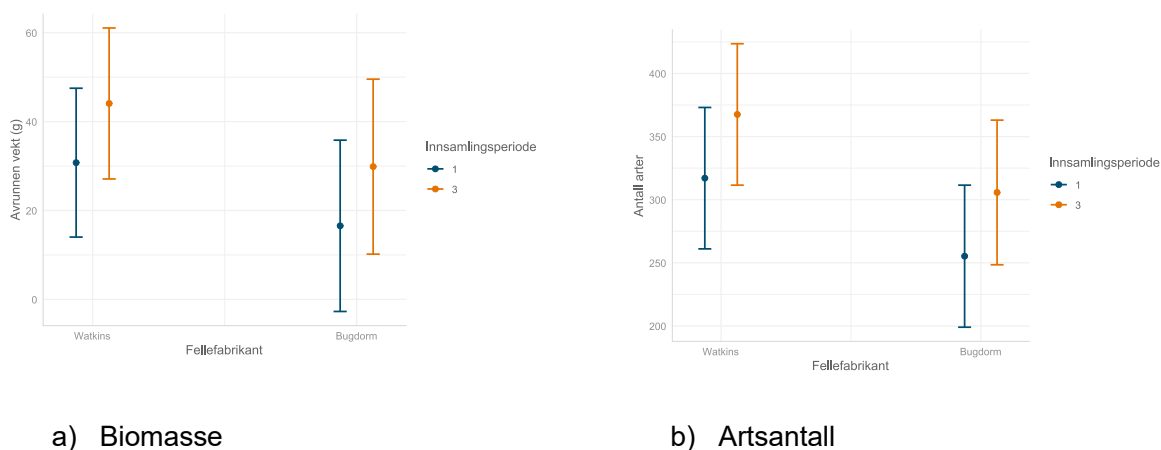 60
40
20
0
Avrunnen vekt (g)
Watkins
Bugdorm
Fellefabrikant
Innsamlingsperiode
1
3
400
350
300
250
200
Antall arter
Watkins
Bugdorm
Fellefabrikant
Innsamlingsperiode
1
3
a) Biomasse
b) Artsantall